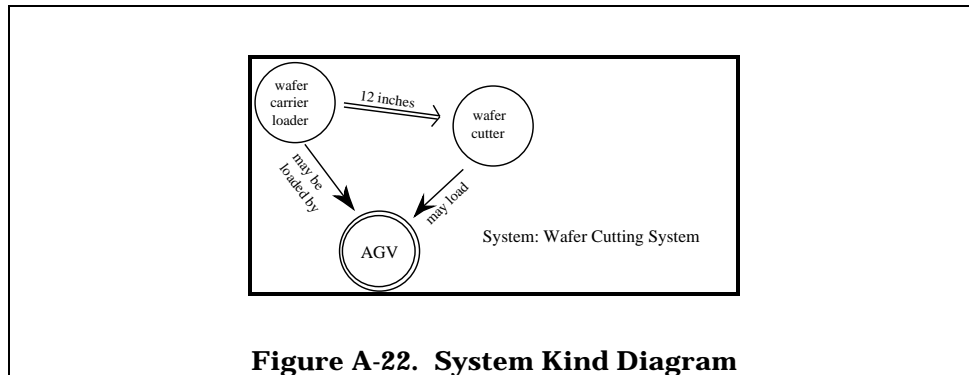 wafer
carrier
loader
12 inches
wafer
cutter
may be
loaded by
may load
AGV
System: Wafer Cutting System
Figure A-22. System Kind Diagram